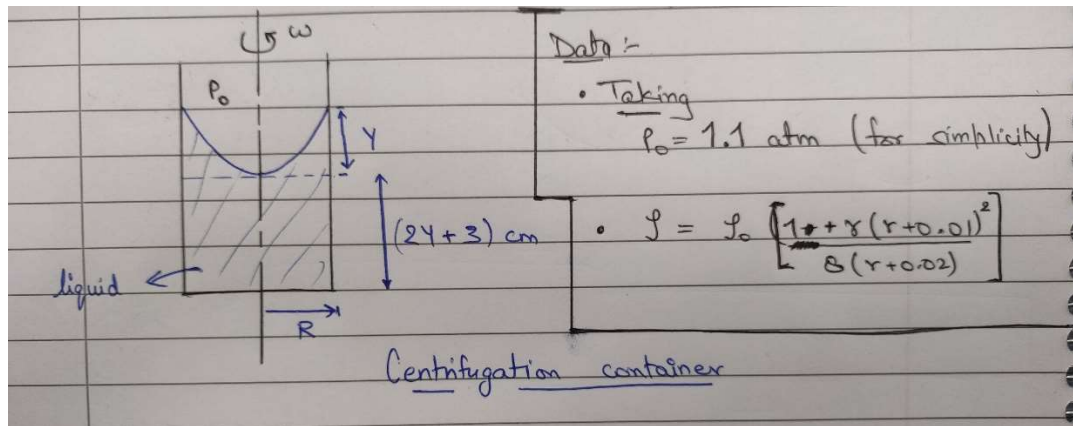 ω
P₀
Y
(2Y+3) cm
liquid
R
Centrifugation container
Data :-
• Taking
P₀ = 1.1 atm (for simplicity)
• ρ = ρ₀ [1 + γ(r+0.01)² / 8(r+0.02)]